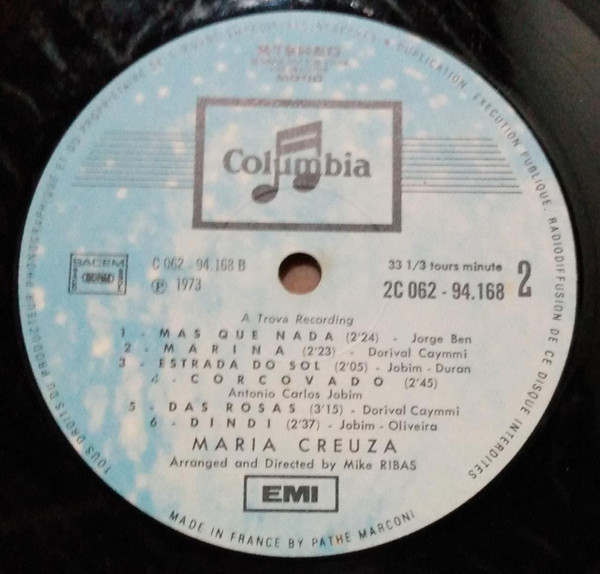 STEREO
MONO
Columbia
SACEM
C 062 - 94.168 B
℗ 1973
33 1/3 tours minute
2C 062 - 94.168
2
A Trova Recording
1 - MAS QUE NADA (2'24) - Jorge Ben
2 - MARINA (2'23) - Dorival Caymmi
3 - ESTRADA DO SOL (2'05) - Jobim - Duran
4 - CORCOVADO (2'45)
Antonio Carlos Jobim
5 - DAS ROSAS (3'15) - Dorival Caymmi
6 - DINDI (2'37) - Jobim - Oliveira
MARIA CREUZA
Arranged and Directed by Mike RIBAS
EMI
MADE IN FRANCE BY PATHE MARCONI
TOUS DROITS DU PRODUCTEUR PHONOGRAPHIQUE ET DU PROPRIETAIRE DE L'ŒUVRE ENREGISTREE RESERVES. DUPLICATION, EXECUTION PUBLIQUE, RADIODIFFUSION DE CE DISQUE INTERDITES